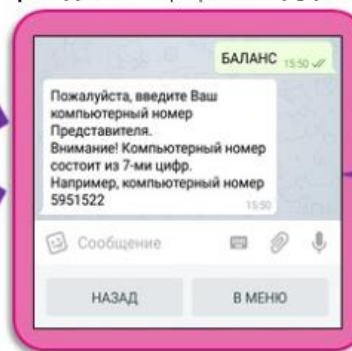 БАЛАНС 15:50
Пожалуйста, введите Ваш
компьютерный номер
Представителя.
Внимание! Компьютерный номер
состоит из 7-ми цифр.
Например, компьютерный номер
5951522
15:50
Сообщение
НАЗАД В МЕНЮ